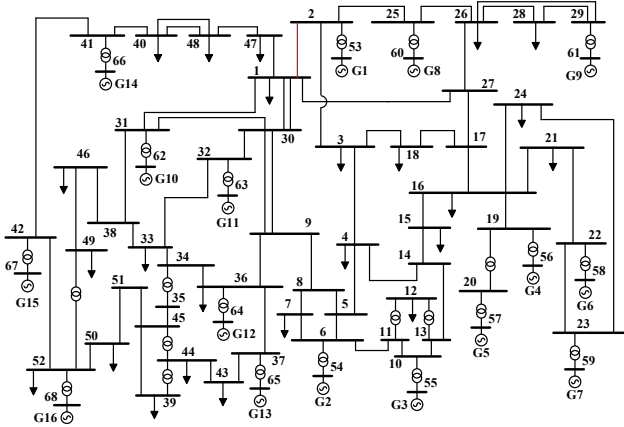 2 25 26 28 29
41 40 48 47
53 60 61
66
G14 1 G1 G8 G9
27 24
31 32 30
62 63
G10 G11
3 18 17 21
46 16
15 19 22
42 49 38 33 34 9 4 14
67 56 58
G15 G4 G6
51 35 36 8 12 20
64 7 5
G12 57
50 45 6 11 13 G5 23
44 43 37 10
52 54 55 59
68 39 65
G16 G13 G2 G3 G7